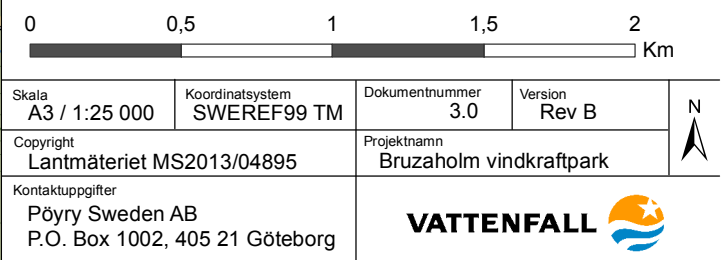 0 0,5 1 1,5 2
Km
Skala
A3 / 1:25 000
Koordinatsystem
SWEREF99 TM
Dokumentnummer
3.0
Version
Rev B
N
Copyright
Lantmäteriet MS2013/04895
Projektnamn
Bruzaholm vindkraftpark
Kontaktuppgifter
Pöyry Sweden AB
P.O. Box 1002, 405 21 Göteborg
VATTENFALL